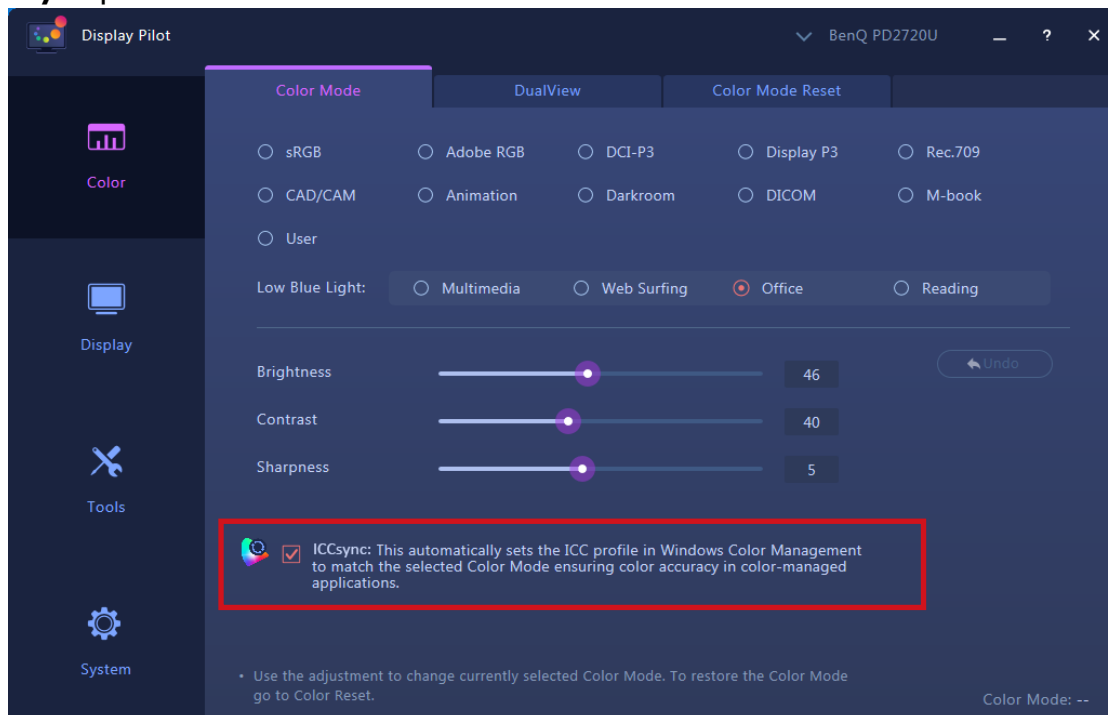 Display Pilot
BenQ PD2720U
?
Color Mode
DualView
Color Mode Reset
Color
Display
Tools
System
sRGB Adobe RGB DCI-P3 Display P3 Rec.709
CAD/CAM Animation Darkroom DICOM M-book
User
Low Blue Light: Multimedia Web Surfing Office Reading
Undo
Brightness 46
Contrast 40
Sharpness 5
ICCsync: This automatically sets the ICC profile in Windows Color Management
to match the selected Color Mode ensuring color accuracy in color-managed
applications.
• Use the adjustment to change currently selected Color Mode. To restore the Color Mode
go to Color Reset.
Color Mode: --